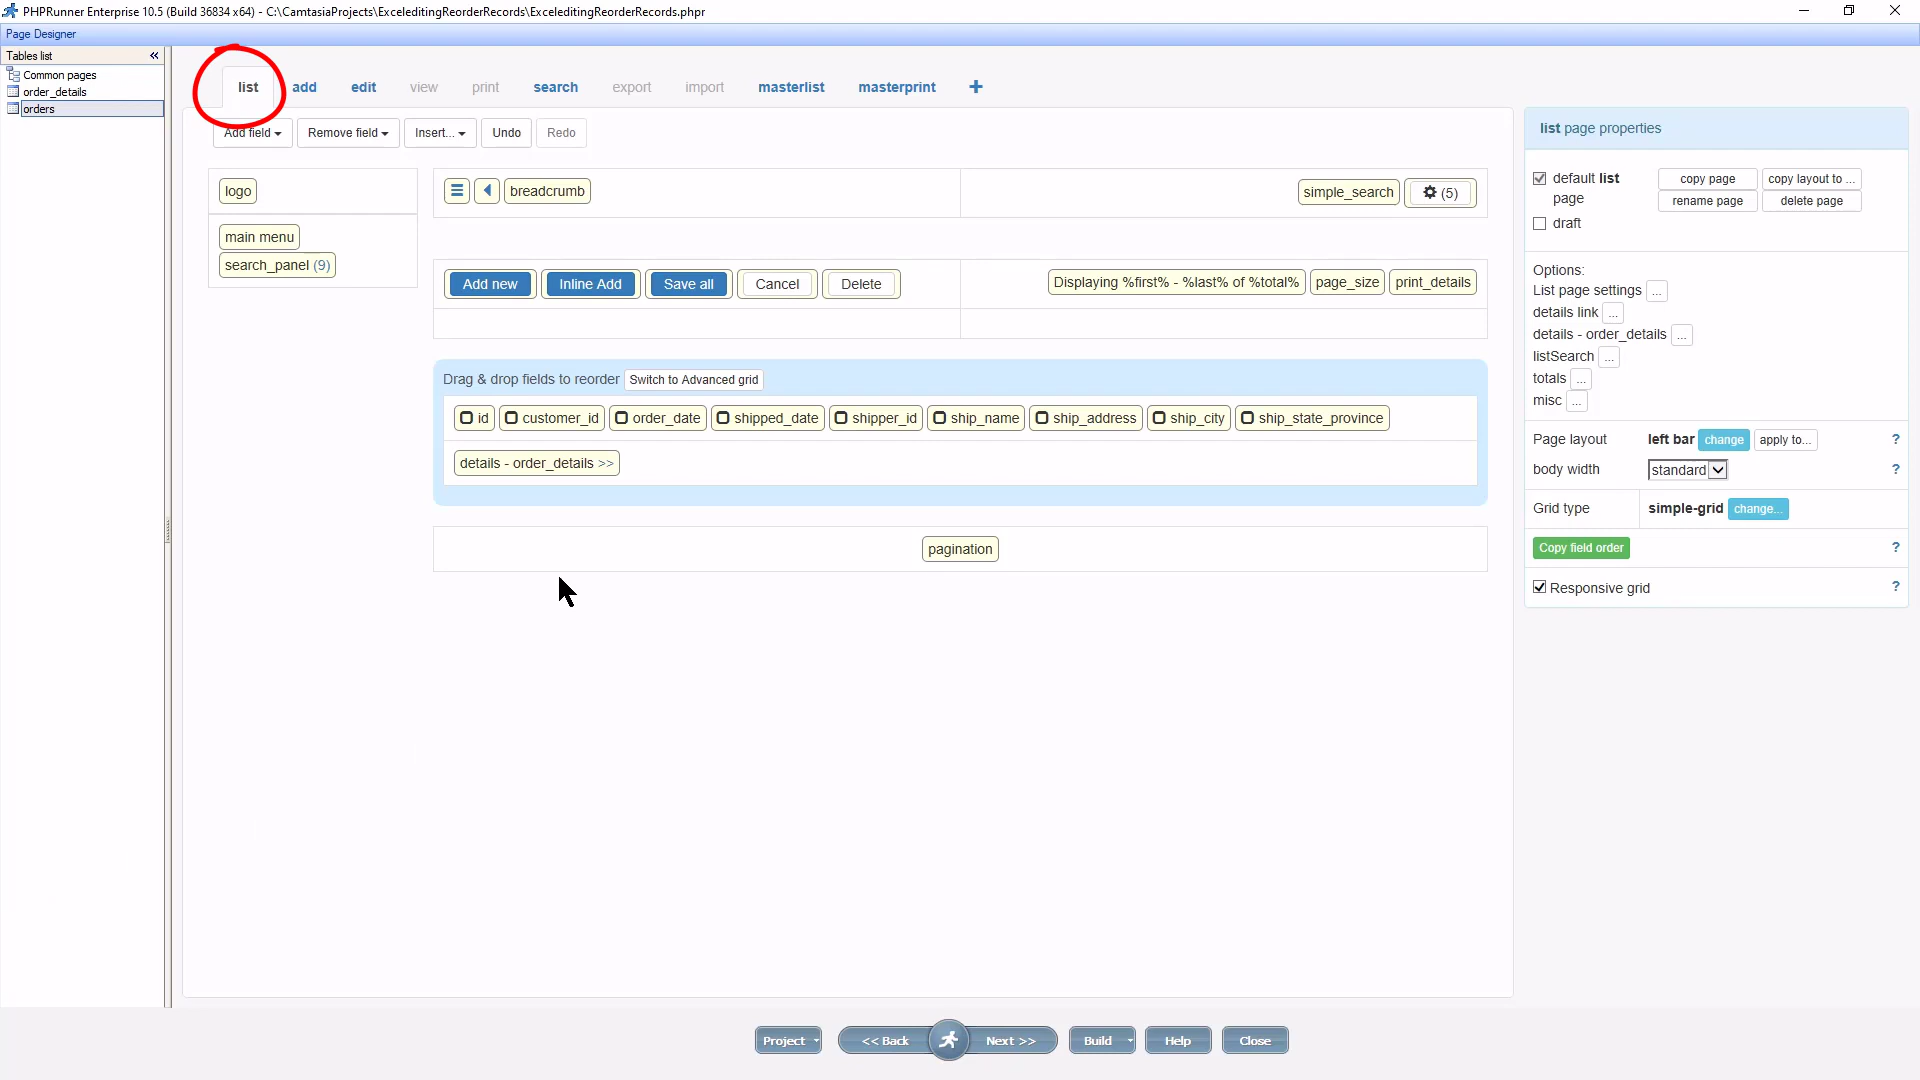 PHPRunner Enterprise 10.5 (Build 36834 x64) - C:\CamtasiaProjects\ExceleditingReorderRecords\ExceleditingReorderRecords.phpr
Page Designer
Tables list «
Common pages
order_details
orders
list add edit view print search export import masterlist masterprint +
Add field Remove field Insert... Undo Redo
logo
main menu
search_panel (9)
breadcrumb simple_search (5)
Add new Inline Add Save all Cancel Delete Displaying %first% - %last% of %total% page_size print_details
Drag & drop fields to reorder Switch to Advanced grid
id customer_id order_date shipped_date shipper_id ship_name ship_address ship_city ship_state_province
details - order_details >>
pagination
list page properties
default list page
copy page copy layout to ...
rename page delete page
draft
Options:
List page settings ...
details link ...
details - order_details ...
listSearch ...
totals ...
misc ...
Page layout left bar change apply to... ?
body width standard ?
Grid type simple-grid change...
Copy field order ?
Responsive grid ?
Project << Back Next >> Build Help Close